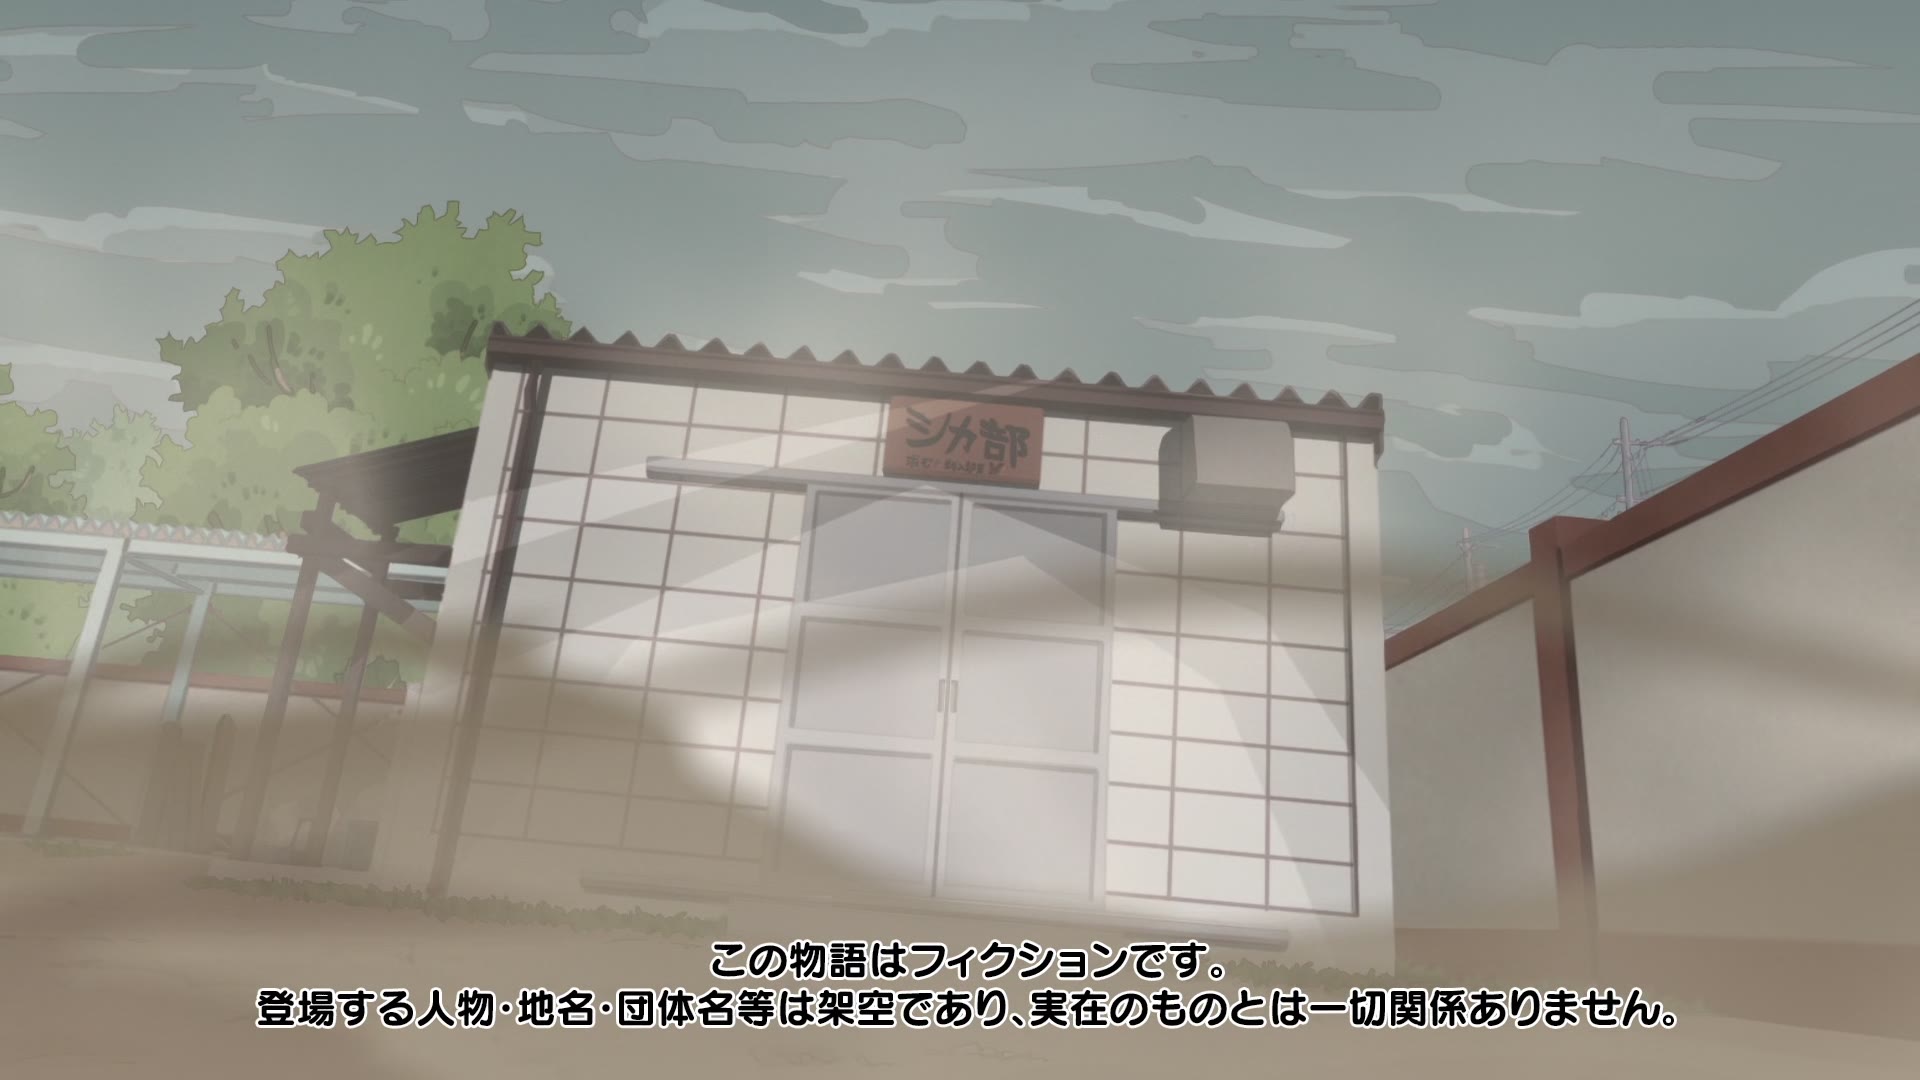 シカ部
この物語はフィクションです。
登場する人物・地名・団体名等は架空であり、実在のものとは一切関係ありません。